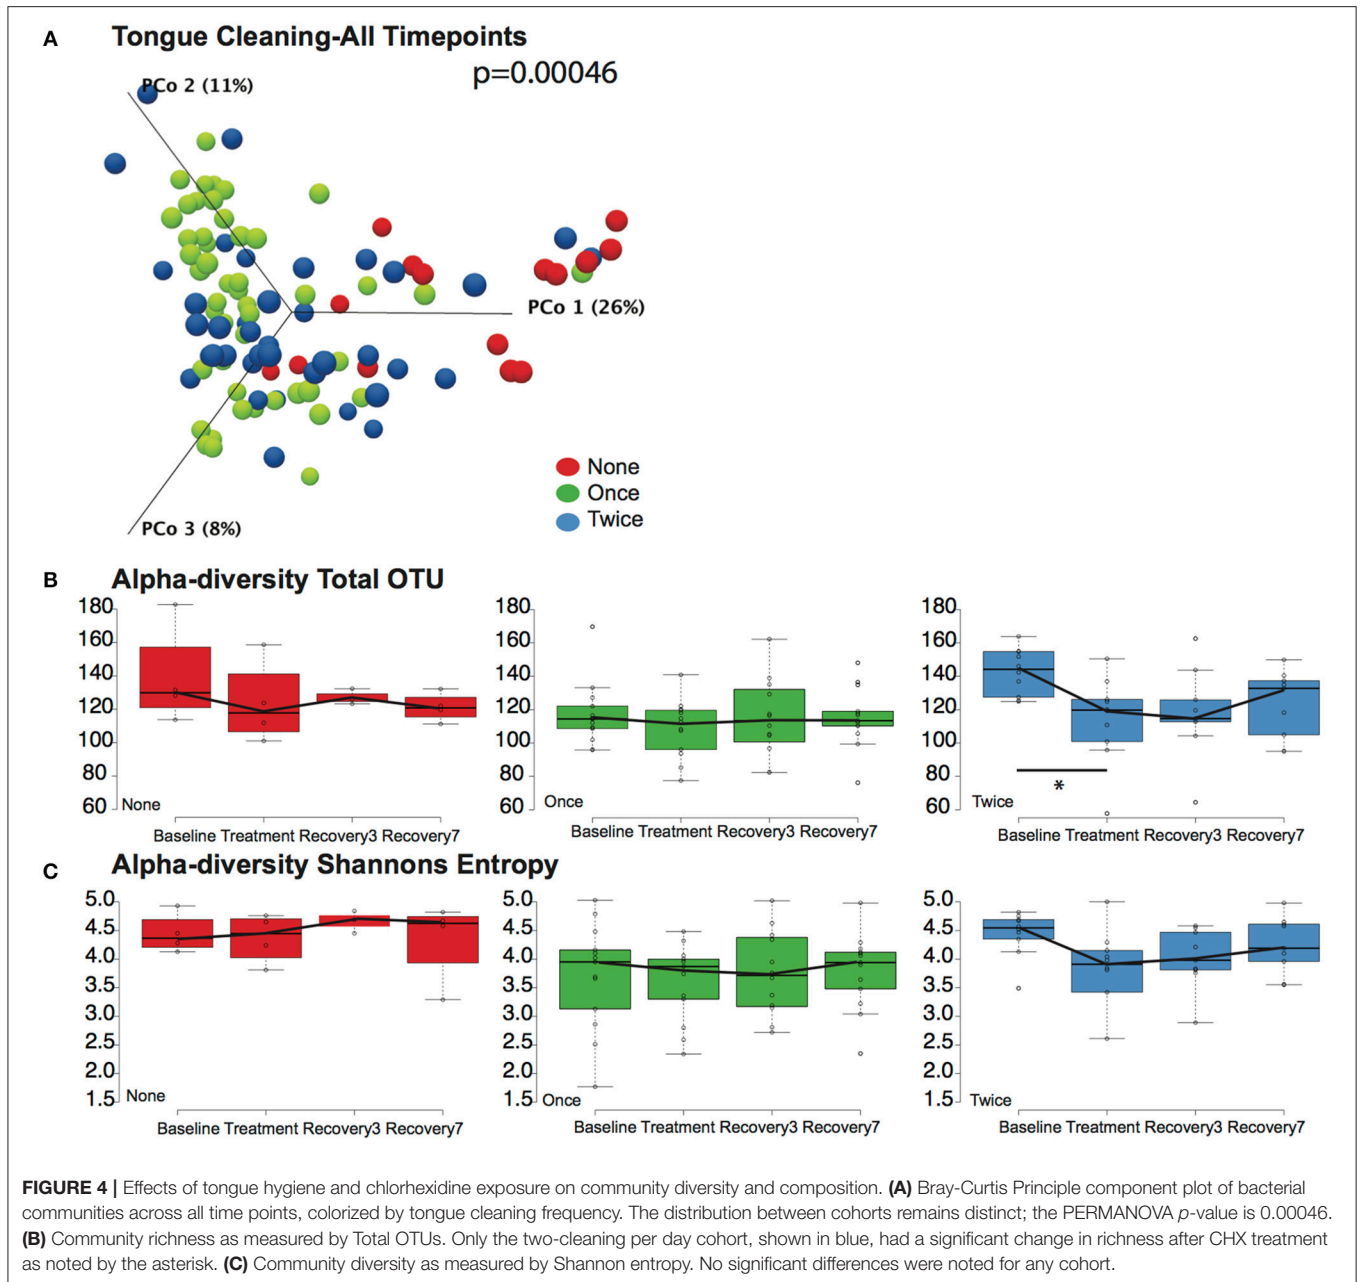 A Tongue Cleaning-All Timepoints
p=0.00046
PCo 2 (11%)
PCo 1 (26%)
PCo 3 (8%)
None
Once
Twice
B Alpha-diversity Total OTU
180 180 180
160 160 160
140 140 140
120 120 120
100 100 100
80 80 80
*
60 60 60
None Once Twice
Baseline Treatment Recovery3 Recovery7 Baseline Treatment Recovery3 Recovery7 Baseline Treatment Recovery3 Recovery7
C Alpha-diversity Shannons Entropy
5.0 5.0 5.0
4.5 4.5 4.5
4.0 4.0 4.0
3.5 3.5 3.5
3.0 3.0 3.0
2.5 2.5 2.5
2.0 2.0 2.0
1.5 1.5 1.5
None Once Twice
Baseline Treatment Recovery3 Recovery7 Baseline Treatment Recovery3 Recovery7 Baseline Treatment Recovery3 Recovery7
FIGURE 4 | Effects of tongue hygiene and chlorhexidine exposure on community diversity and composition. (A) Bray-Curtis Principle component plot of bacterial
communities across all time points, colorized by tongue cleaning frequency. The distribution between cohorts remains distinct; the PERMANOVA p-value is 0.00046.
(B) Community richness as measured by Total OTUs. Only the two-cleaning per day cohort, shown in blue, had a significant change in richness after CHX treatment
as noted by the asterisk. (C) Community diversity as measured by Shannon entropy. No significant differences were noted for any cohort.